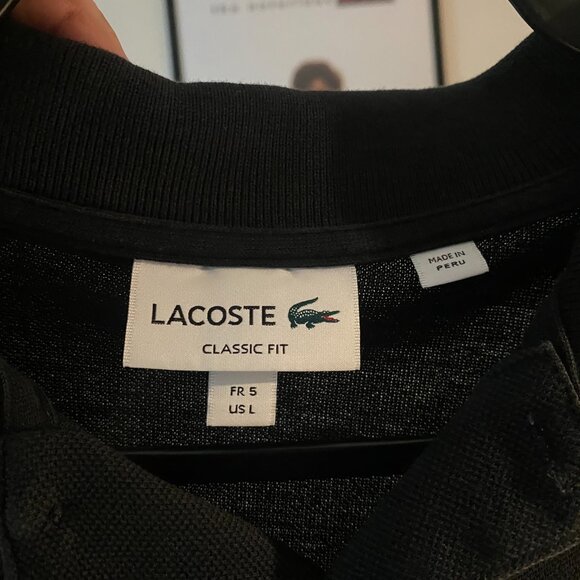 MADE IN
PERU
LACOSTE
CLASSIC FIT
FR 5
US L